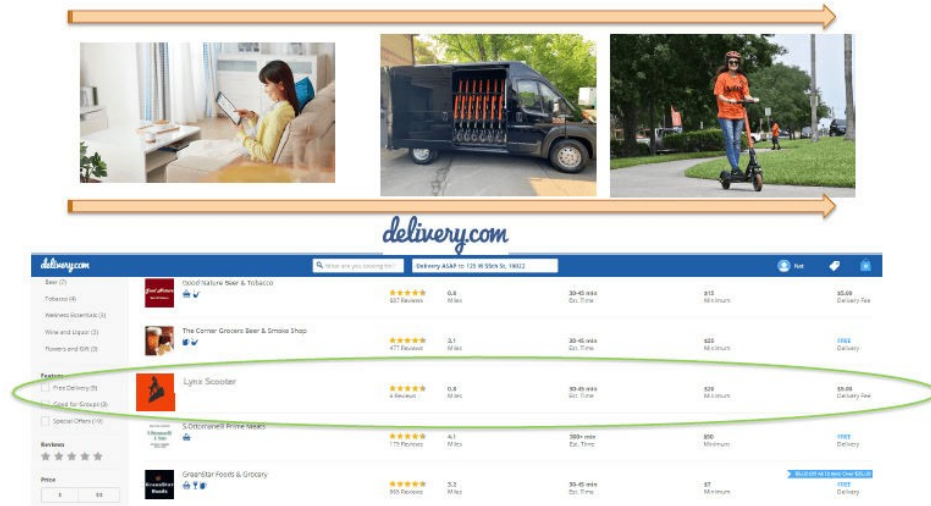 delivery.com
delivery.com
What are you looking for?
Delivery ASAP to 125 W 55th St, 10022
Nat
Beer (7)
Tobacco (4)
Wellness Essentials (3)
Wine and Liquor (3)
Flowers and Gift (3)
Features
Free Delivery (9)
Good for Groups (3)
Special Offers (19)
Reviews
Price
$
$$
Good Nature Beer & Tobacco
837 Reviews
0.8
Miles
30-45 min
Est. Time
$15
Minimum
$5.99
Delivery Fee
The Corner Grocers Beer & Smoke Shop
477 Reviews
3.1
Miles
30-45 min
Est. Time
$25
Minimum
FREE
Delivery
Lynx Scooter
6 Reviews
0.8
Miles
30-45 min
Est. Time
$20
Minimum
Delivery Fee
S.Ottomanelli Prime Meats
179 Reviews
4.1
Miles
300+ min
Est. Time
$50
Minimum
FREE
Delivery
GreenStar
Foods
GreenStar Foods & Grocery
Reviews
3.2
Miles
30-45 min
Est. Time
$7
Minimum
FREE
Delivery